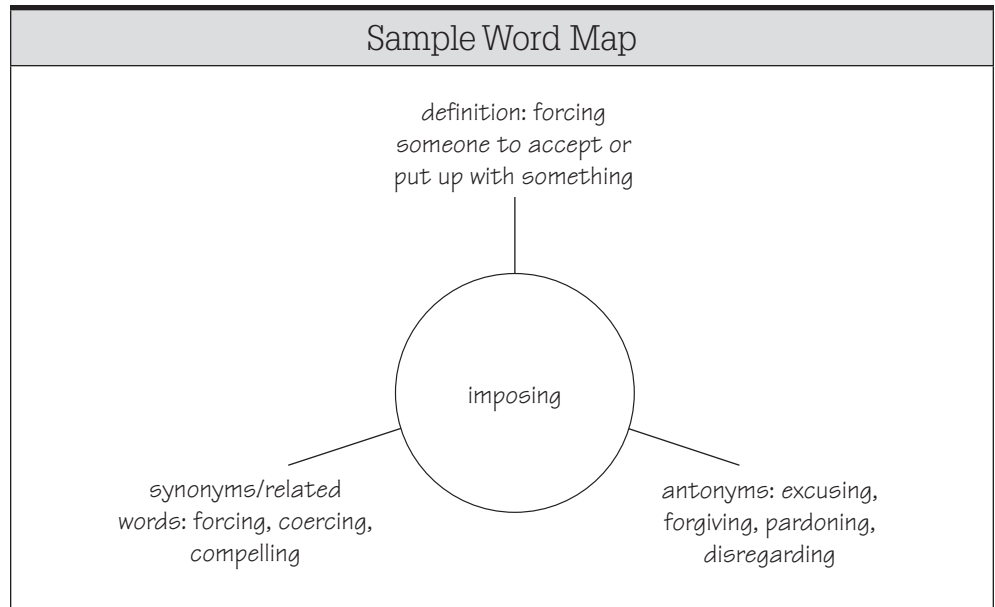 Sample Word Map
definition: forcing
someone to accept or
put up with something
imposing
synonyms/related
words: forcing, coercing,
compelling
antonyms: excusing,
forgiving, pardoning,
disregarding